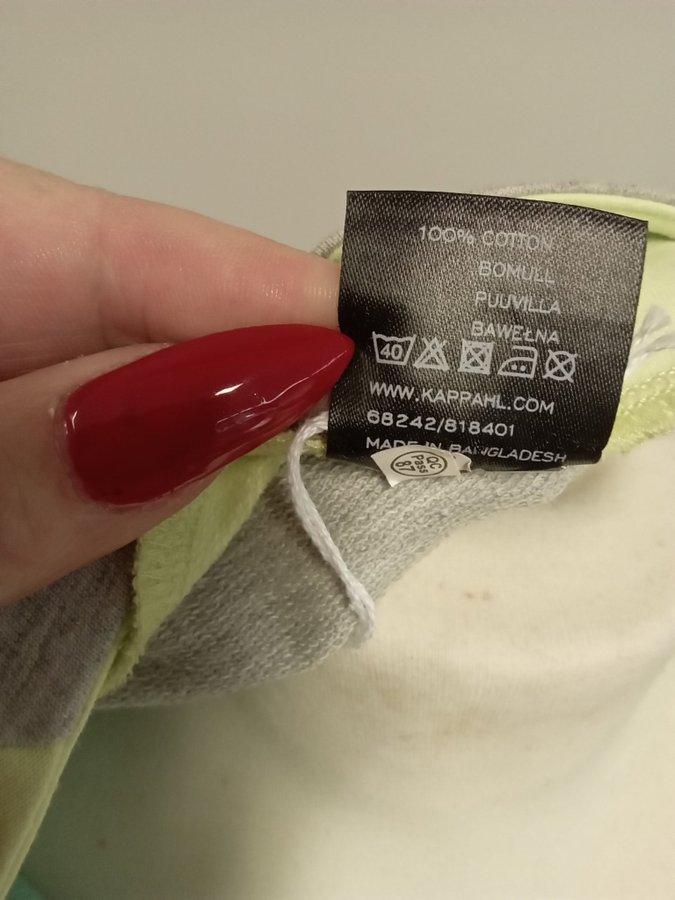 100% COTTON
BOMULL
PUUVILLA
BAWEŁNA
40
WWW.KAPPAHL.COM
68242/818401
MADE IN BANGLADESH
QC
Pass
87